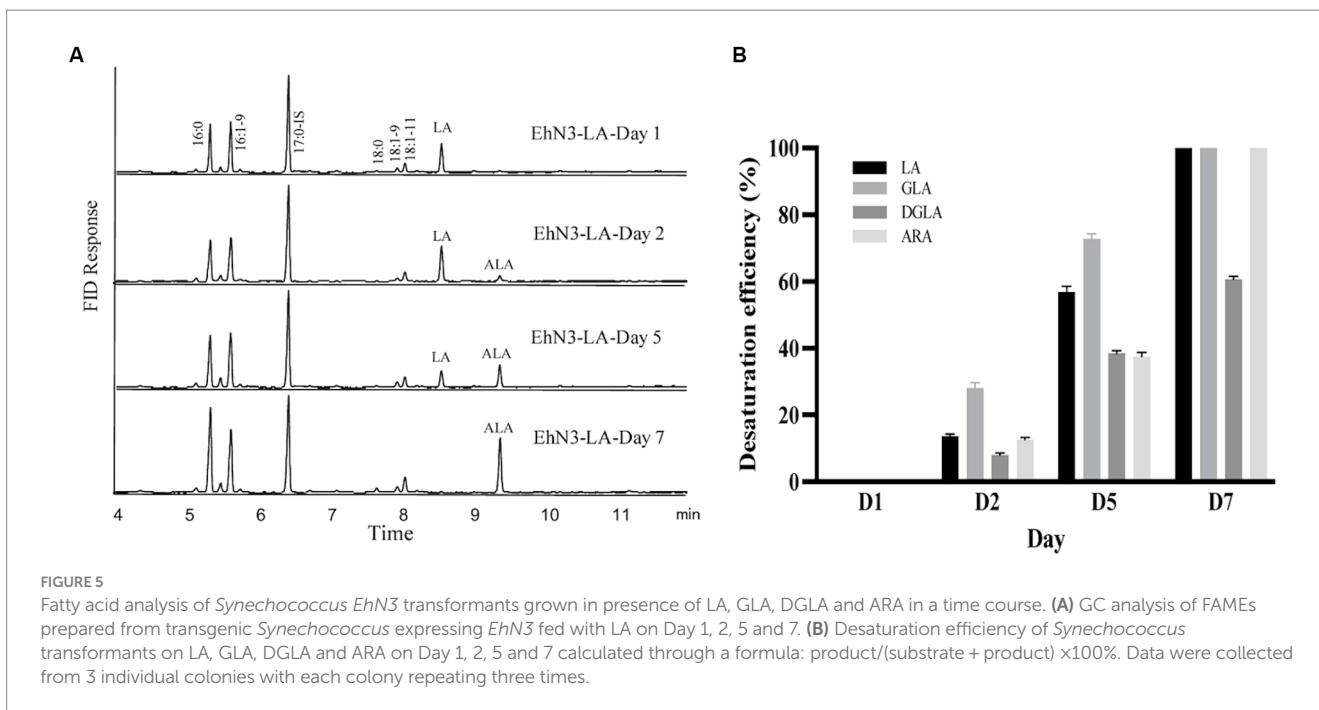 A
FID Response
16:0
16:1-9
17:0-IS
18:0
18:1-9
18:1-11
LA
EhN3-LA-Day 1
LA
ALA
EhN3-LA-Day 2
LA
ALA
EhN3-LA-Day 5
ALA
EhN3-LA-Day 7
4 5 6 7 8 9 10 11 min
Time
B
Desaturation efficiency (%)
100
80
60
40
20
0
LA
GLA
DGLA
ARA
D1 D2 D5 D7
Day
FIGURE 5
Fatty acid analysis of Synechococcus EhN3 transformants grown in presence of LA, GLA, DGLA and ARA in a time course. (A) GC analysis of FAMEs
prepared from transgenic Synechococcus expressing EhN3 fed with LA on Day 1, 2, 5 and 7. (B) Desaturation efficiency of Synechococcus
transformants on LA, GLA, DGLA and ARA on Day 1, 2, 5 and 7 calculated through a formula: product/(substrate + product) ×100%. Data were collected
from 3 individual colonies with each colony repeating three times.